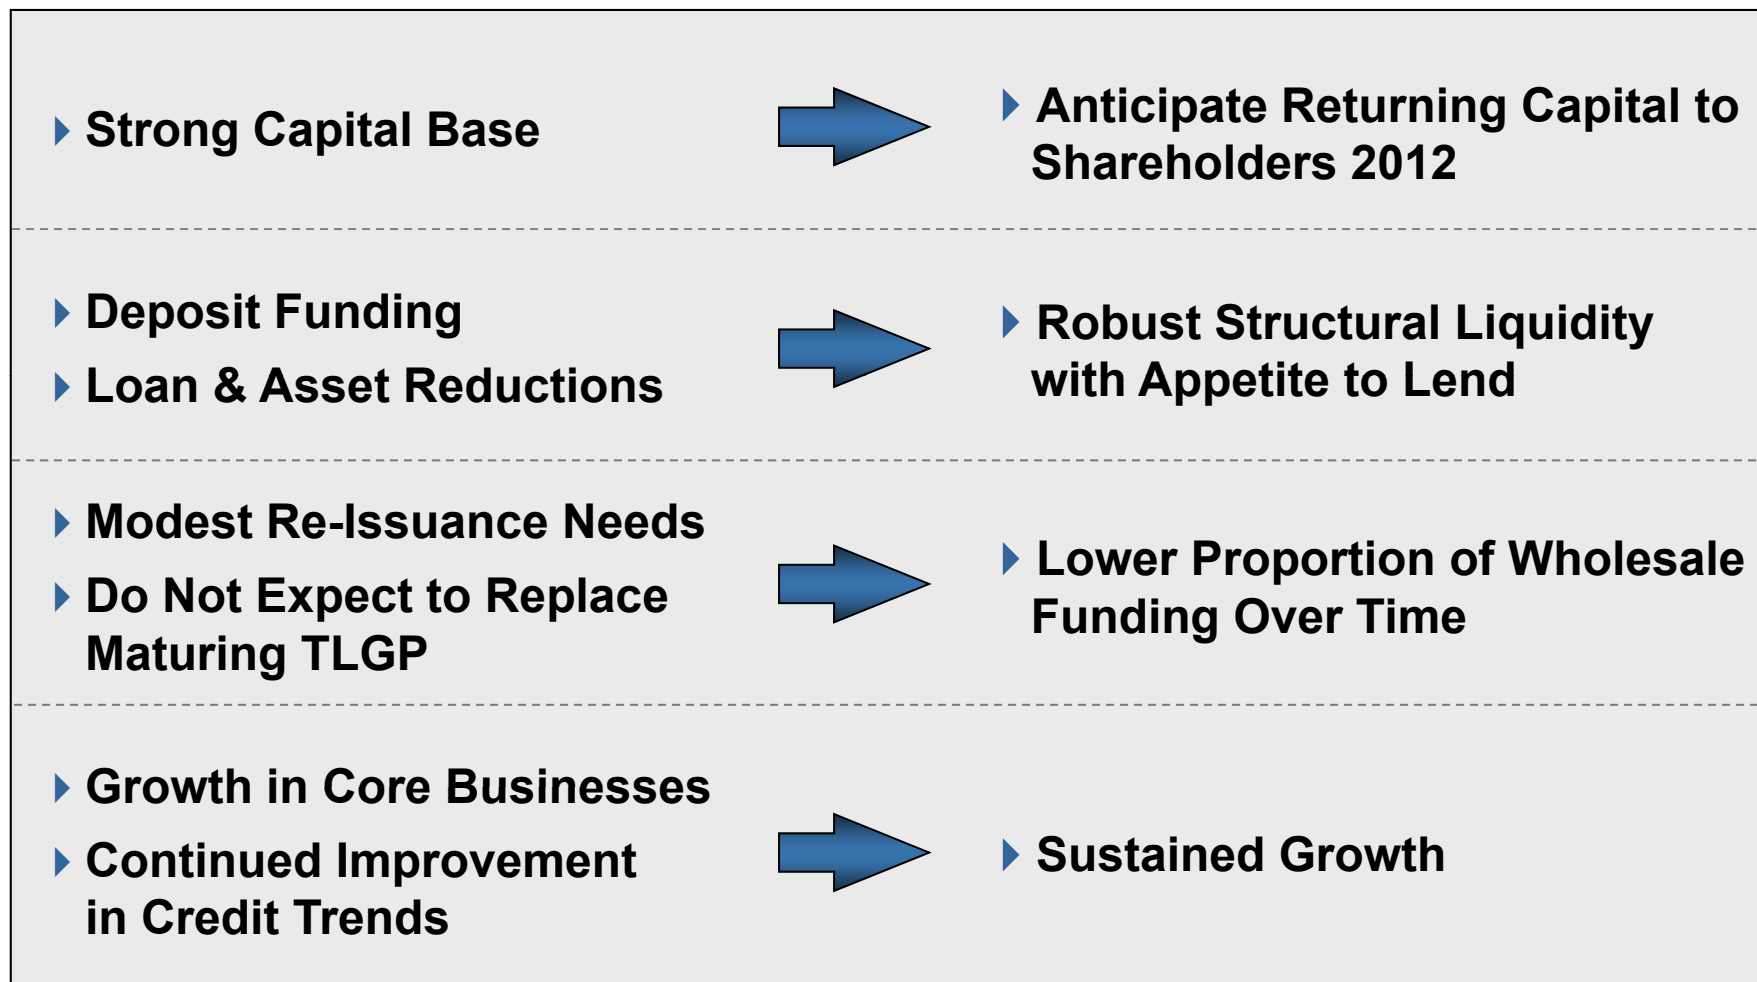 Strong Capital Base
Anticipate Returning Capital to
Shareholders 2012
Deposit Funding
Loan & Asset Reductions
Robust Structural Liquidity
with Appetite to Lend
Modest Re-Issuance Needs
Do Not Expect to Replace
Maturing TLGP
Lower Proportion of Wholesale
Funding Over Time
Growth in Core Businesses
Continued Improvement
in Credit Trends
Sustained Growth